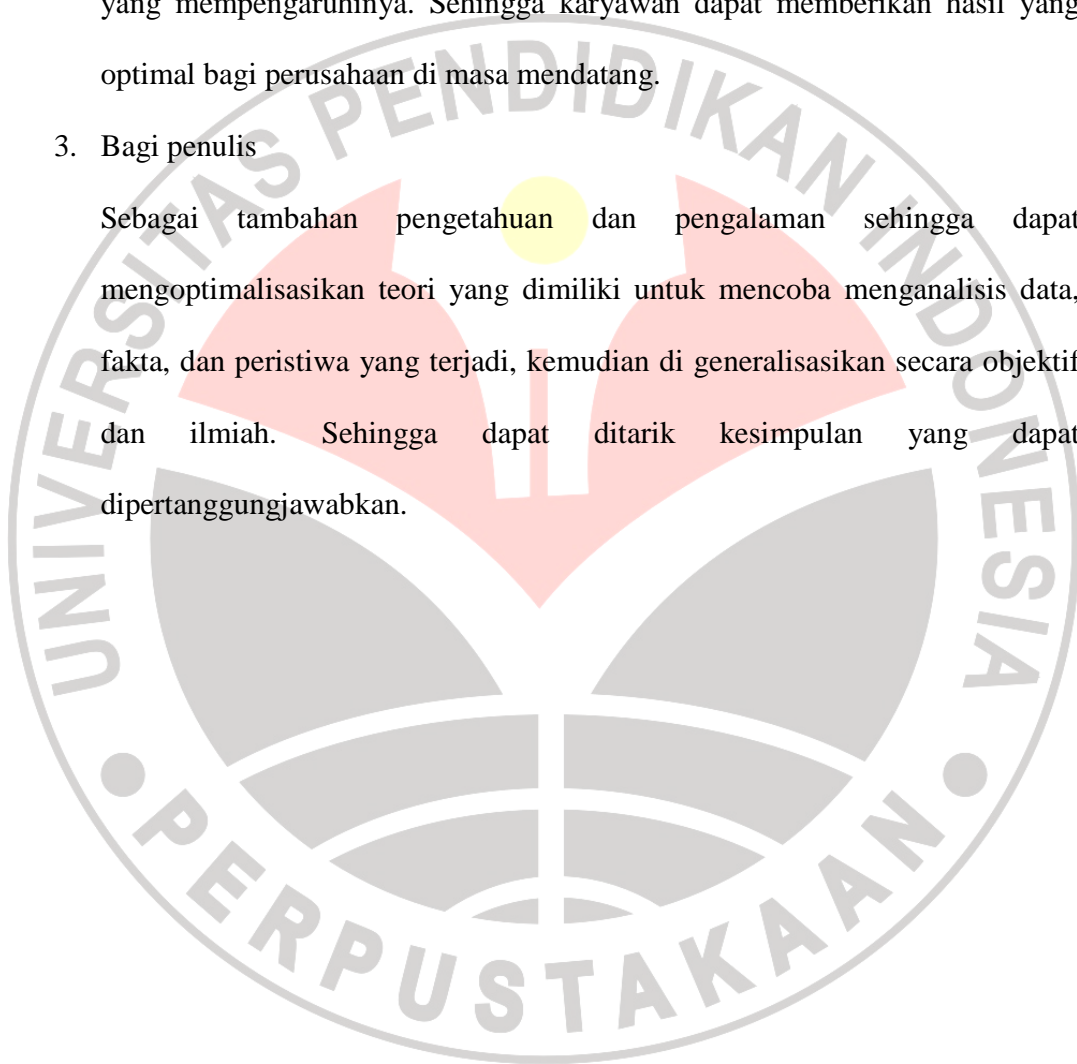 yang mempengaruhinya. Sehingga karyawan dapat memberikan hasil yang
optimal bagi perusahaan di masa mendatang.
3. Bagi penulis
Sebagai tambahan pengetahuan dan pengalaman sehingga dapat
mengoptimalisasikan teori yang dimiliki untuk mencoba menganalisis data,
fakta, dan peristiwa yang terjadi, kemudian di generalisasikan secara objektif
dan ilmiah. Sehingga dapat ditarik kesimpulan yang dapat
dipertanggungjawabkan.
UNIVERSITAS PENDIDIKAN INDONESIA
PERPUSTAKAAN